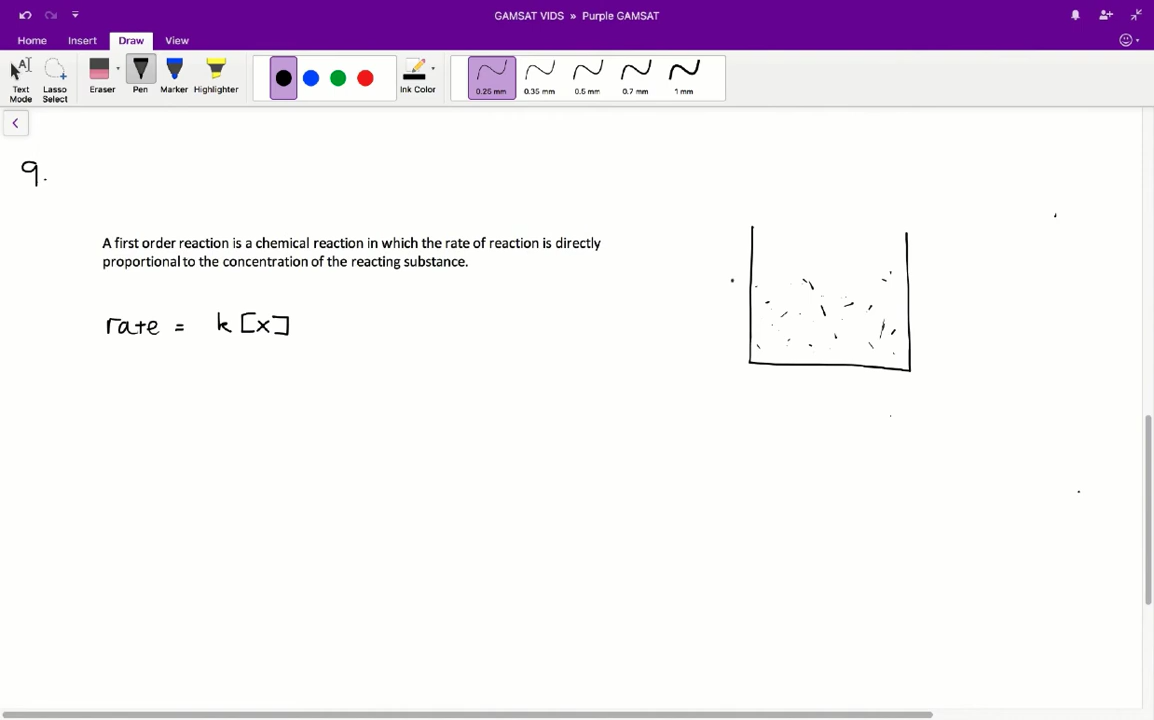 GAMSAT VIDS » Purple GAMSAT
Home Insert Draw View
Text Mode
Lasso Select
Eraser
Pen
Marker
Highlighter
Ink Color
0.25 mm
0.35 mm
0.5 mm
0.7 mm
1 mm
9.
A first order reaction is a chemical reaction in which the rate of reaction is directly
proportional to the concentration of the reacting substance.
rate = k [x]